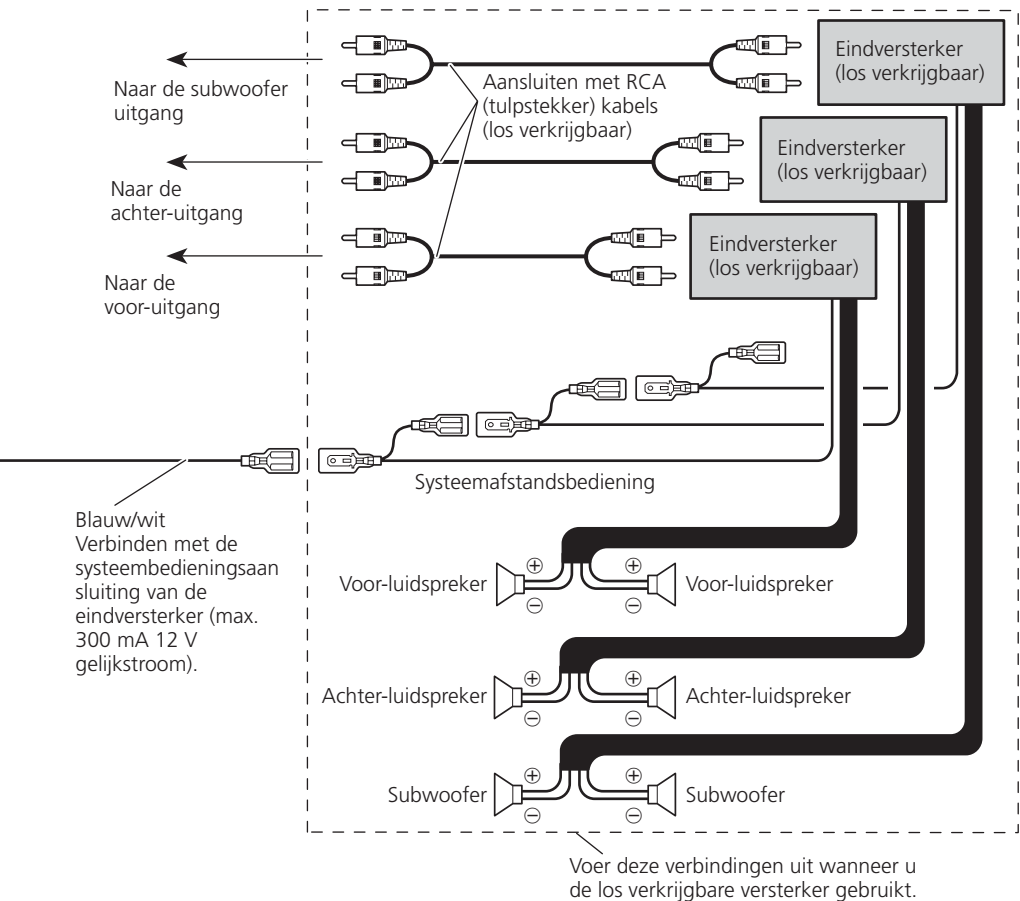 Naar de subwoofer
uitgang
Aansluiten met RCA
(tulpstekker) kabels
(los verkrijgbaar)
Eindversterker
(los verkrijgbaar)
Naar de
achter-uitgang
Eindversterker
(los verkrijgbaar)
Naar de
voor-uitgang
Eindversterker
(los verkrijgbaar)
Systeemafstandsbediening
Blauw/wit
Verbinden met de
systeembedieningsaan
sluiting van de
eindversterker (max.
300 mA 12 V
gelijkstroom).
Voor-luidspreker
⊕
⊖
⊕
⊖
Voor-luidspreker
Achter-luidspreker
⊕
⊖
⊕
⊖
Achter-luidspreker
Subwoofer
⊕
⊖
⊕
⊖
Subwoofer
Voer deze verbindingen uit wanneer u
de los verkrijgbare versterker gebruikt.